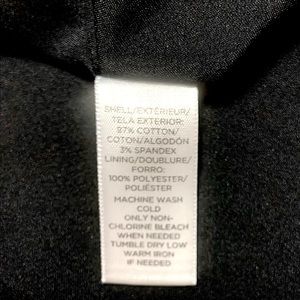 SHELL/EXTÉRIEUR/
TELA EXTERIOR:
97% COTTON/
COTON/ALGODÓN
3% SPANDEX
LINING/DOUBLURE/
FORRO:
100% POLYESTER/
POLIÉSTER
MACHINE WASH
COLD
ONLY NON-
CHLORINE BLEACH
WHEN NEEDED
TUMBLE DRY LOW
WARM IRON
IF NEEDED